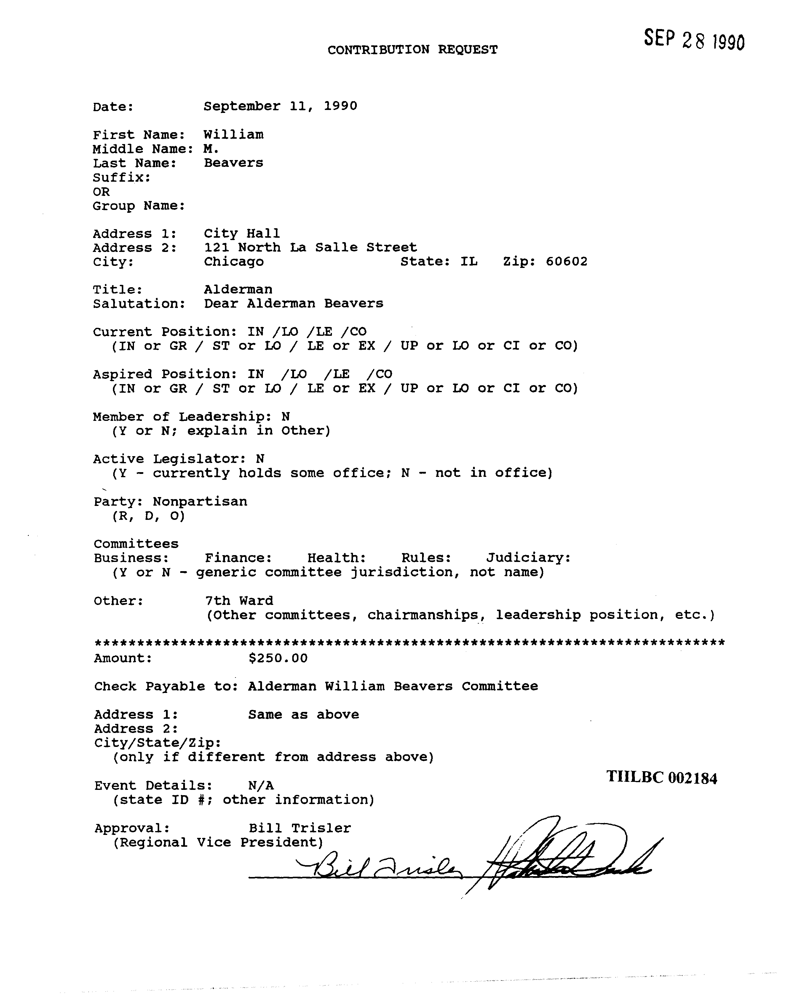 SEP 28 1990
CONTRIBUTION REQUEST
Date: September 11, 1990
First Name: William
Middle Name: M.
Last Name: Beavers
Suffix:
OR
Group Name:
Address 1: City Hall
Address 2: 121 North La Salle Street
City: Chicago State: IL Zip: 60602
Title: Alderman
Salutation: Dear Alderman Beavers
Current Position: IN /LO /LE /CO
(IN or GR / ST or LO / LE or EX / UP or LO or CI or CO)
Aspired Position: IN /LO /LE /CO
(IN or GR / ST or LO / LE or EX / UP or LO or CI or CO)
Member of Leadership: N
(Y or N; explain in Other)
Active Legislator: N
(Y - currently holds some office; N - not in office)
Party: Nonpartisan
(R, D, O)
Committees
Business: Finance: Health: Rules: Judiciary:
(Y or N - generic committee jurisdiction, not name)
Other: 7th Ward
(Other committees, chairmanships, leadership position, etc.)
**************************************************************************
Amount: $250.00
Check Payable to: Alderman William Beavers Committee
Address 1: Same as above
Address 2:
City/State/Zip:
(only if different from address above)
TIILBC 002184
Event Details: N/A
(state ID #; other information)
Approval: Bill Trisler
(Regional Vice President)
Bill Trisler